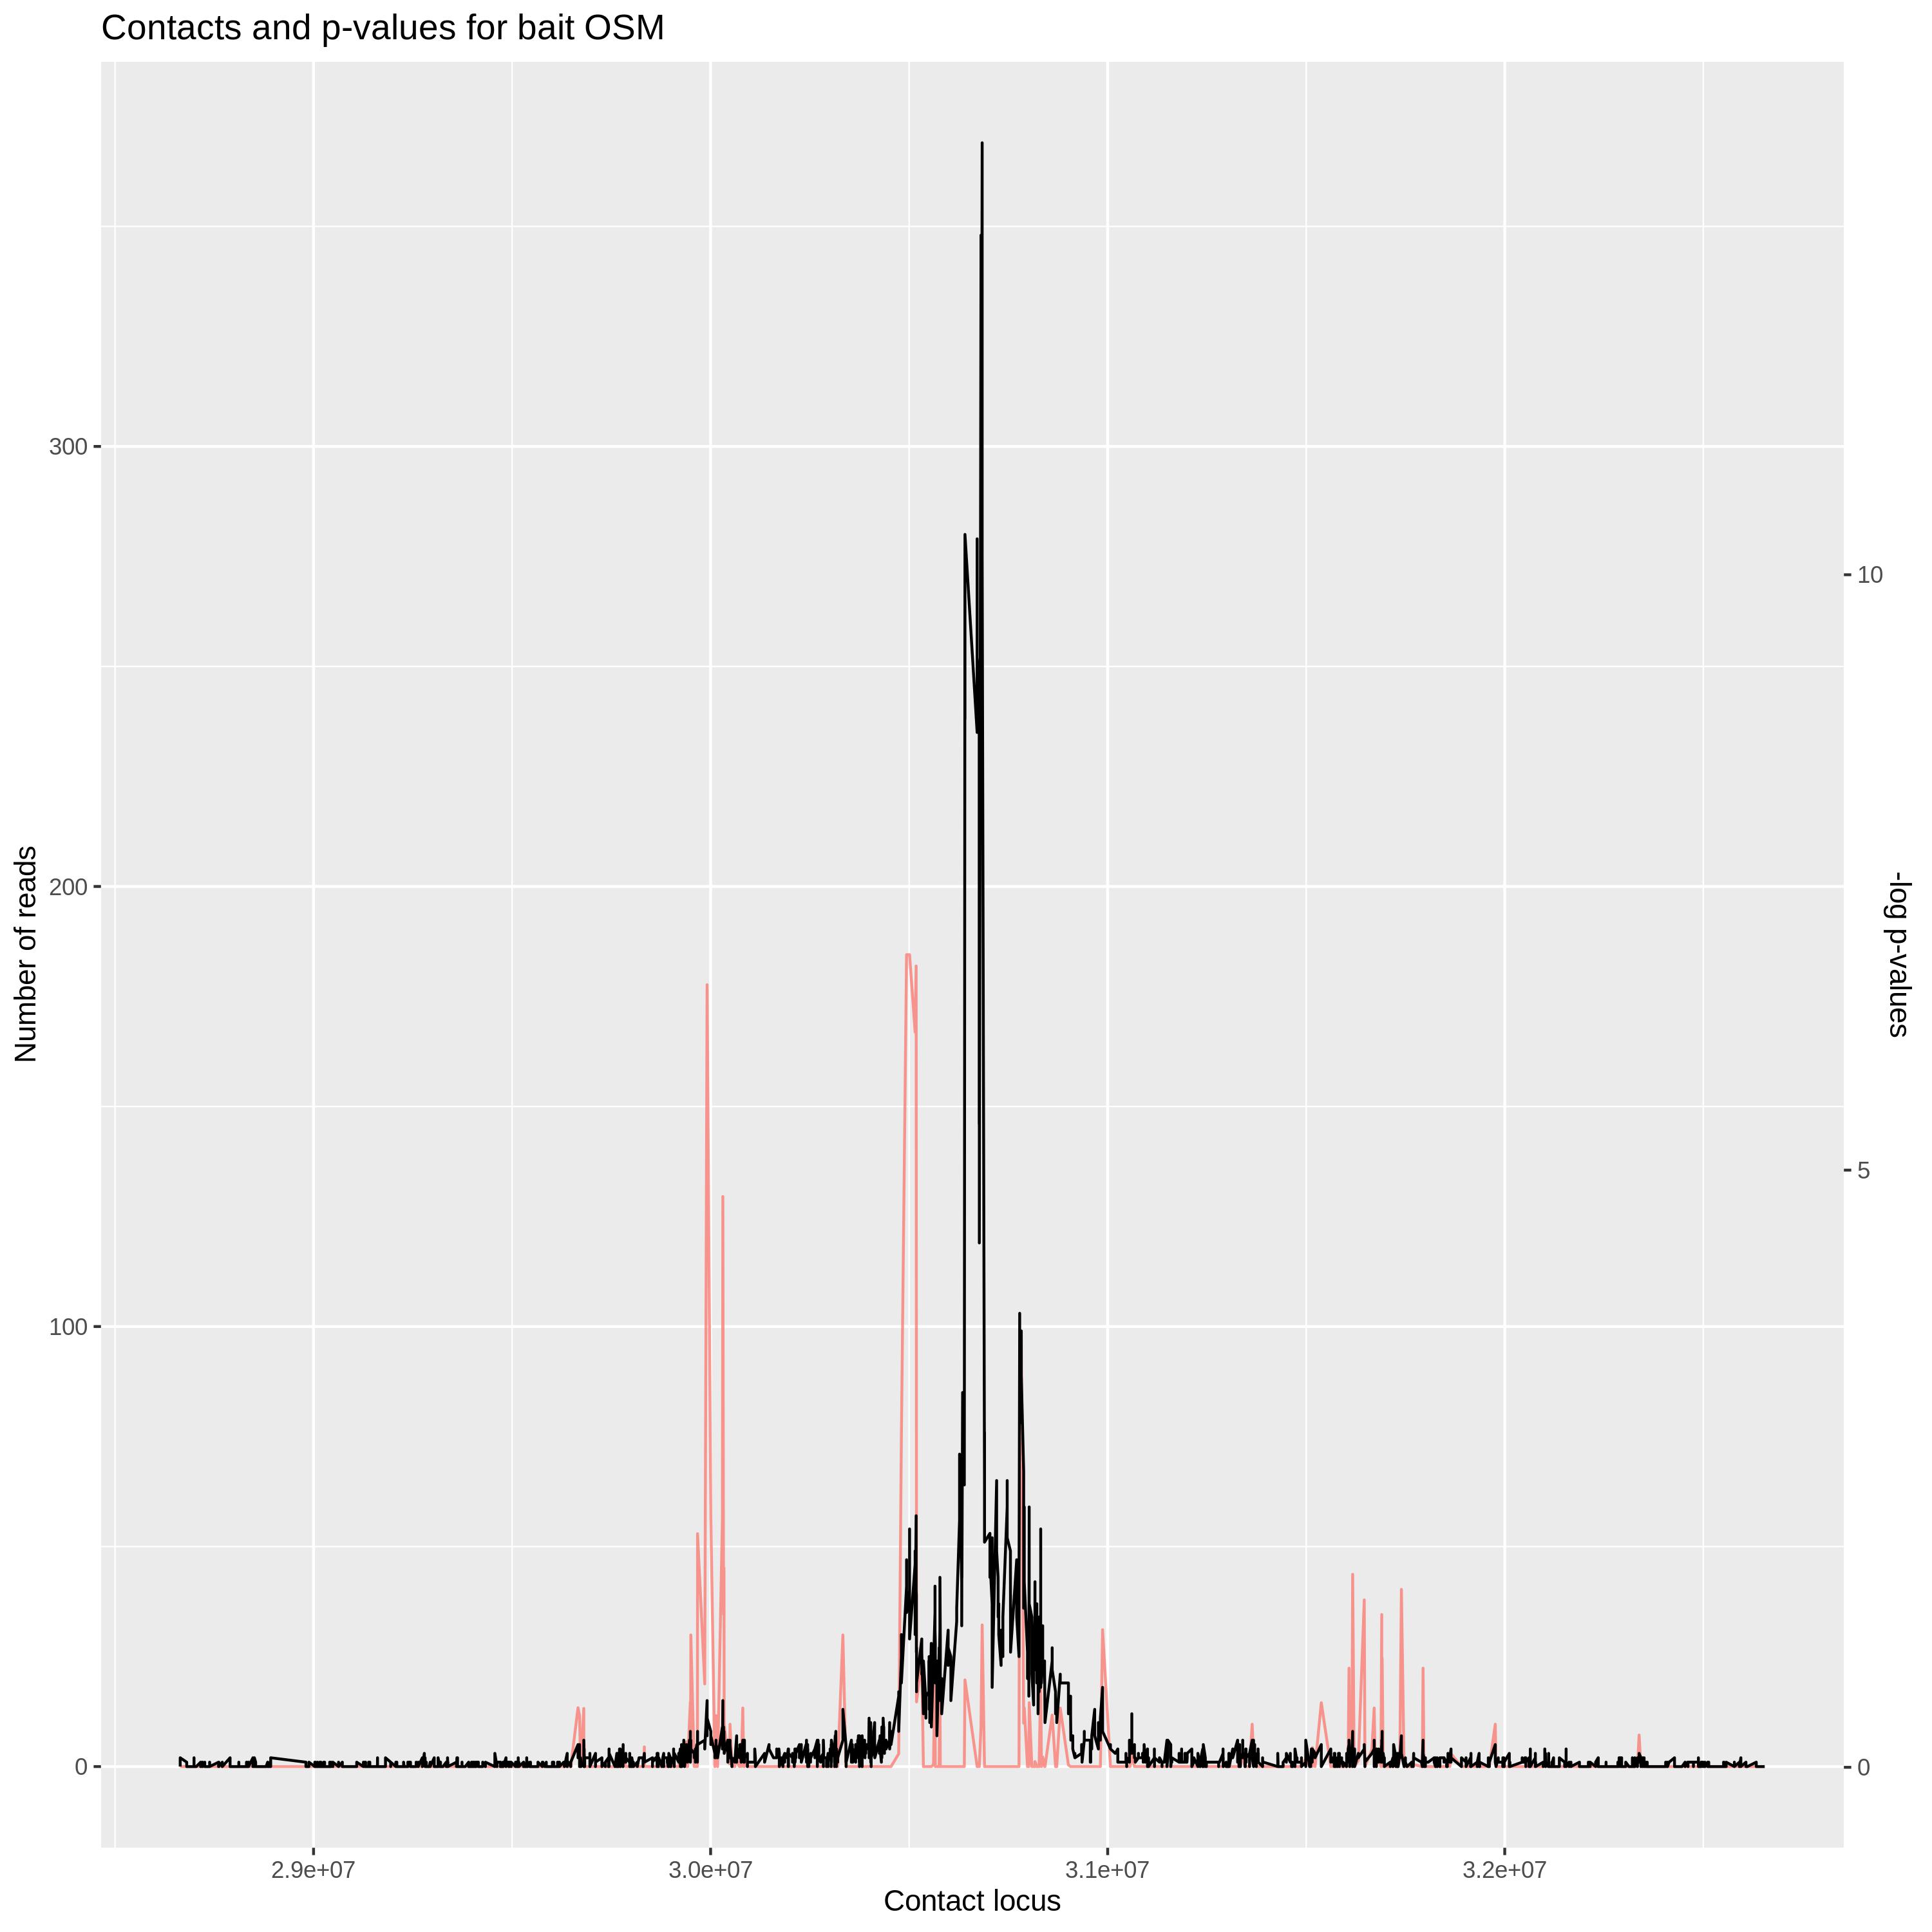 Contacts and p-values for bait OSM
300
200
100
0
Number of reads
10
5
0
-log p-values
2.9e+07
3.0e+07
3.1e+07
3.2e+07
Contact locus